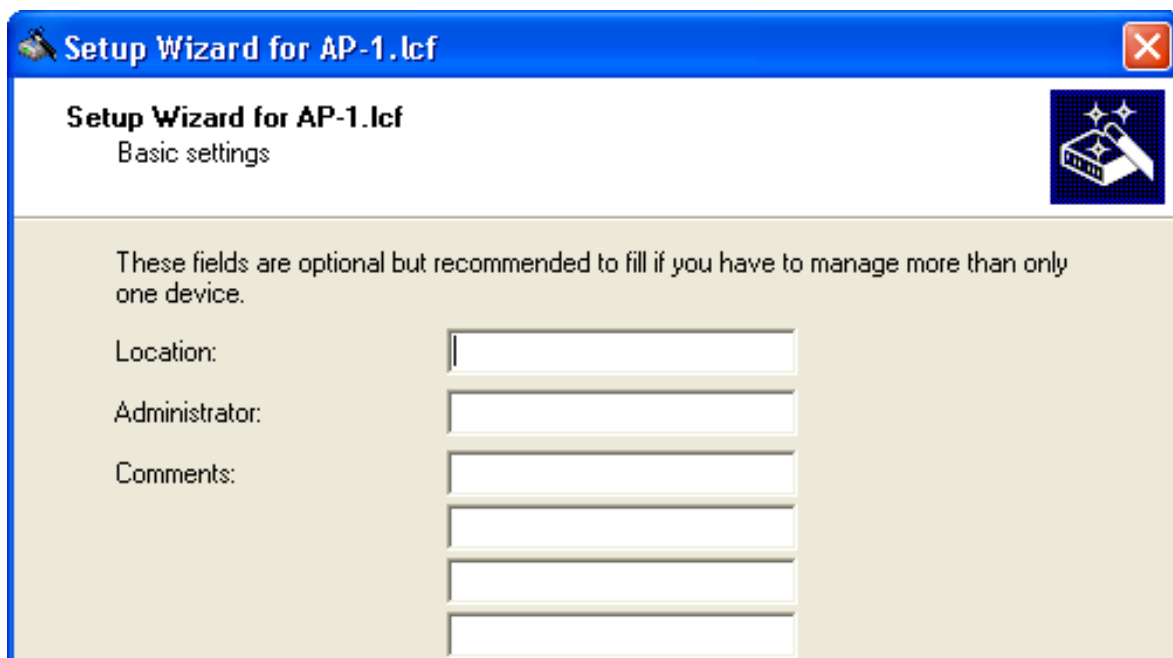 Setup Wizard for AP-1.lcf
Setup Wizard for AP-1.lcf
Basic settings
These fields are optional but recommended to fill if you have to manage more than only
one device.
Location:
Administrator:
Comments: